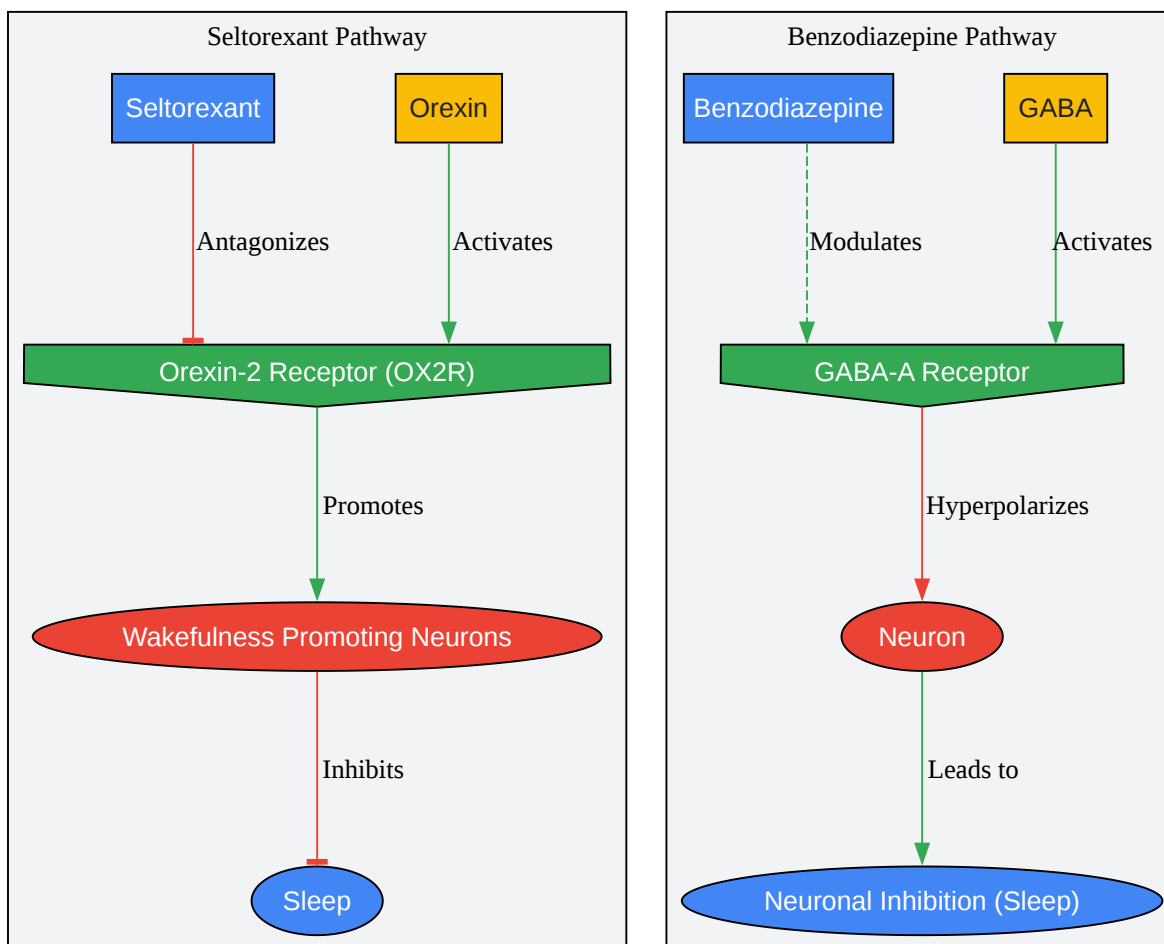 Seltorexant Pathway
Seltorexant
Orexin
Antagonizes
Activates
Orexin-2 Receptor (OX2R)
Promotes
Wakefulness Promoting Neurons
Inhibits
Sleep
Benzodiazepine Pathway
Benzodiazepine
GABA
Modulates
Activates
GABA-A Receptor
Hyperpolarizes
Neuron
Leads to
Neuronal Inhibition (Sleep)